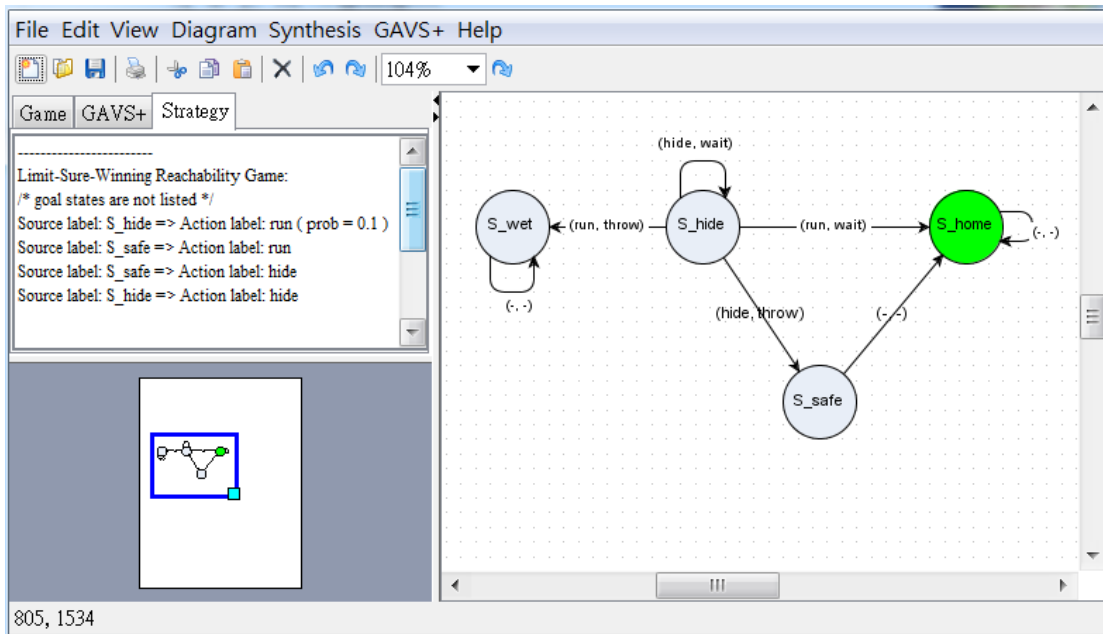 File Edit View Diagram Synthesis GAVS+ Help
104%
Game GAVS+ Strategy
-------------------------
Limit-Sure-Winning Reachability Game:
/* goal states are not listed */
Source label: S_hide => Action label: run ( prob = 0.1 )
Source label: S_safe => Action label: run
Source label: S_safe => Action label: hide
Source label: S_hide => Action label: hide
(hide, wait)
S_wet (run, throw) S_hide (run, wait) S_home (-, -)
(-, -)
(hide, throw) (-, -)
S_safe
805, 1534